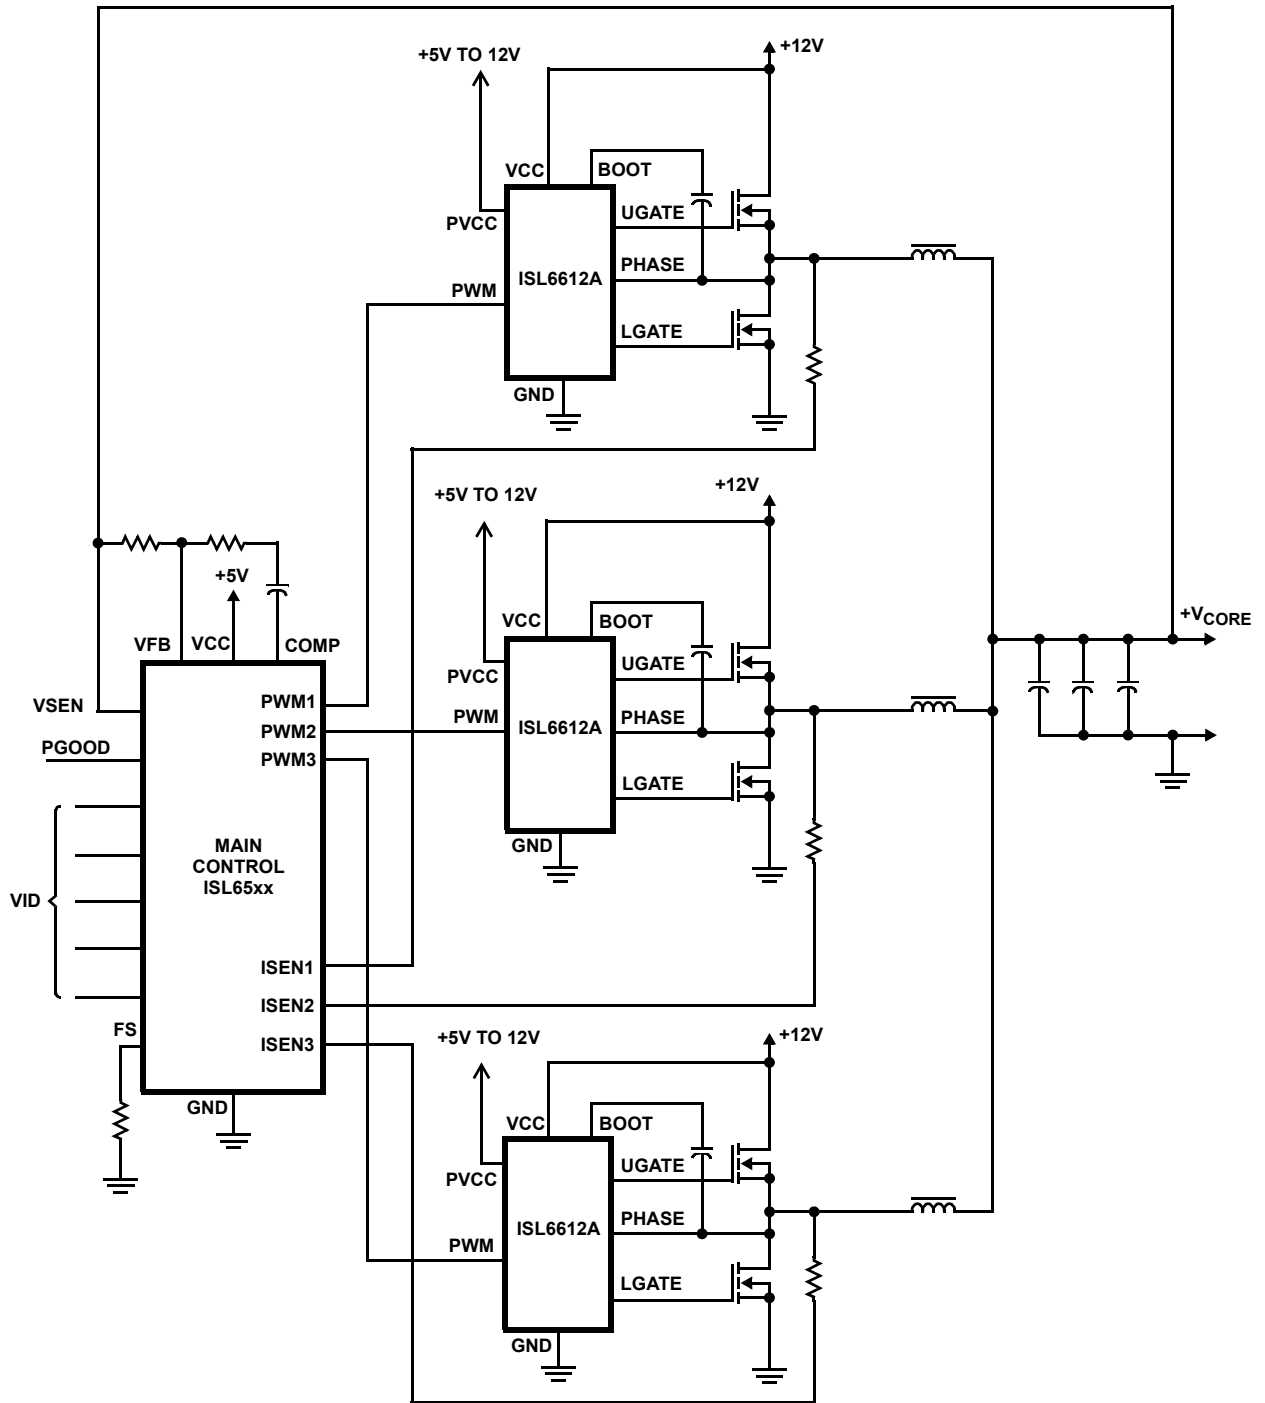 +5V TO 12V
+12V
VCC
BOOT
PVCC
UGATE
ISL6612A
PHASE
PWM
LGATE
GND
+5V TO 12V
+12V
VCC
BOOT
PVCC
UGATE
PWM
ISL6612A
PHASE
LGATE
GND
+VCORE
+5V
VFB
VCC
COMP
VSEN
PWM1
PWM2
PGOOD
PWM3
MAIN
CONTROL
ISL65xx
VID
ISEN1
ISEN2
FS
ISEN3
GND
+5V TO 12V
+12V
VCC
BOOT
PVCC
UGATE
ISL6612A
PHASE
PWM
LGATE
GND